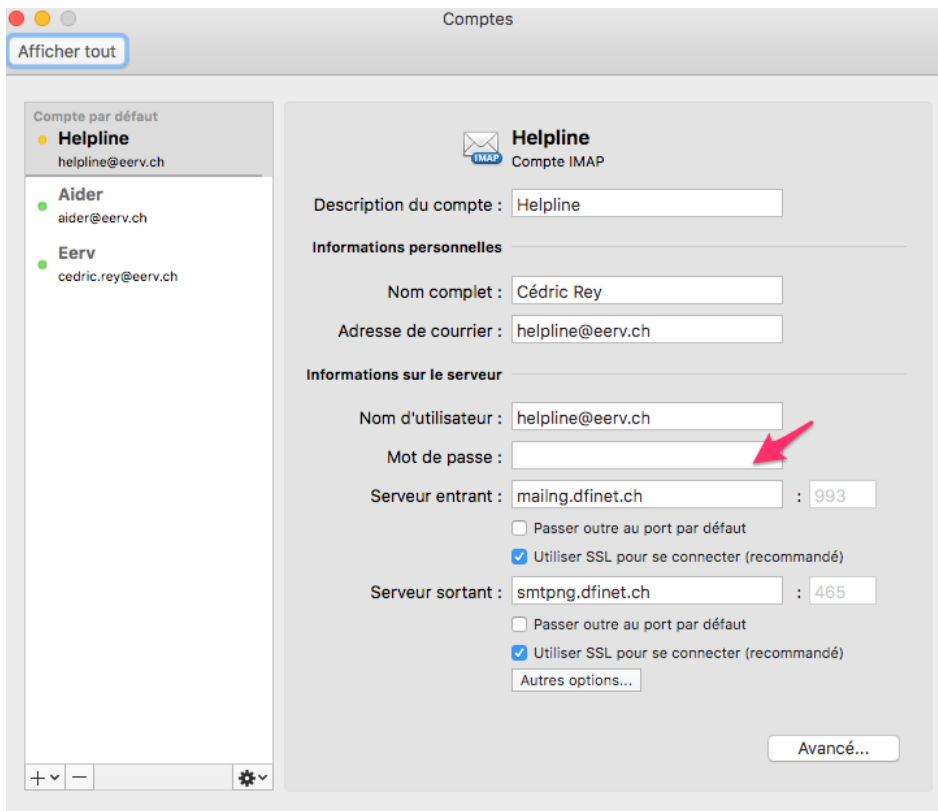 Comptes
Afficher tout
Compte par défaut
Helpline
helpline@eerv.ch
Aider
aider@eerv.ch
Eerv
cedric.rey@eerv.ch
IMAP
Helpline
Compte IMAP
Description du compte : Helpline
Informations personnelles
Nom complet : Cédric Rey
Adresse de courrier : helpline@eerv.ch
Informations sur le serveur
Nom d'utilisateur : helpline@eerv.ch
Mot de passe :
Serveur entrant : mailng.dfinet.ch : 993
Passer outre au port par défaut
Utiliser SSL pour se connecter (recommandé)
Serveur sortant : smtpng.dfinet.ch : 465
Passer outre au port par défaut
Utiliser SSL pour se connecter (recommandé)
Autres options...
Avancé...